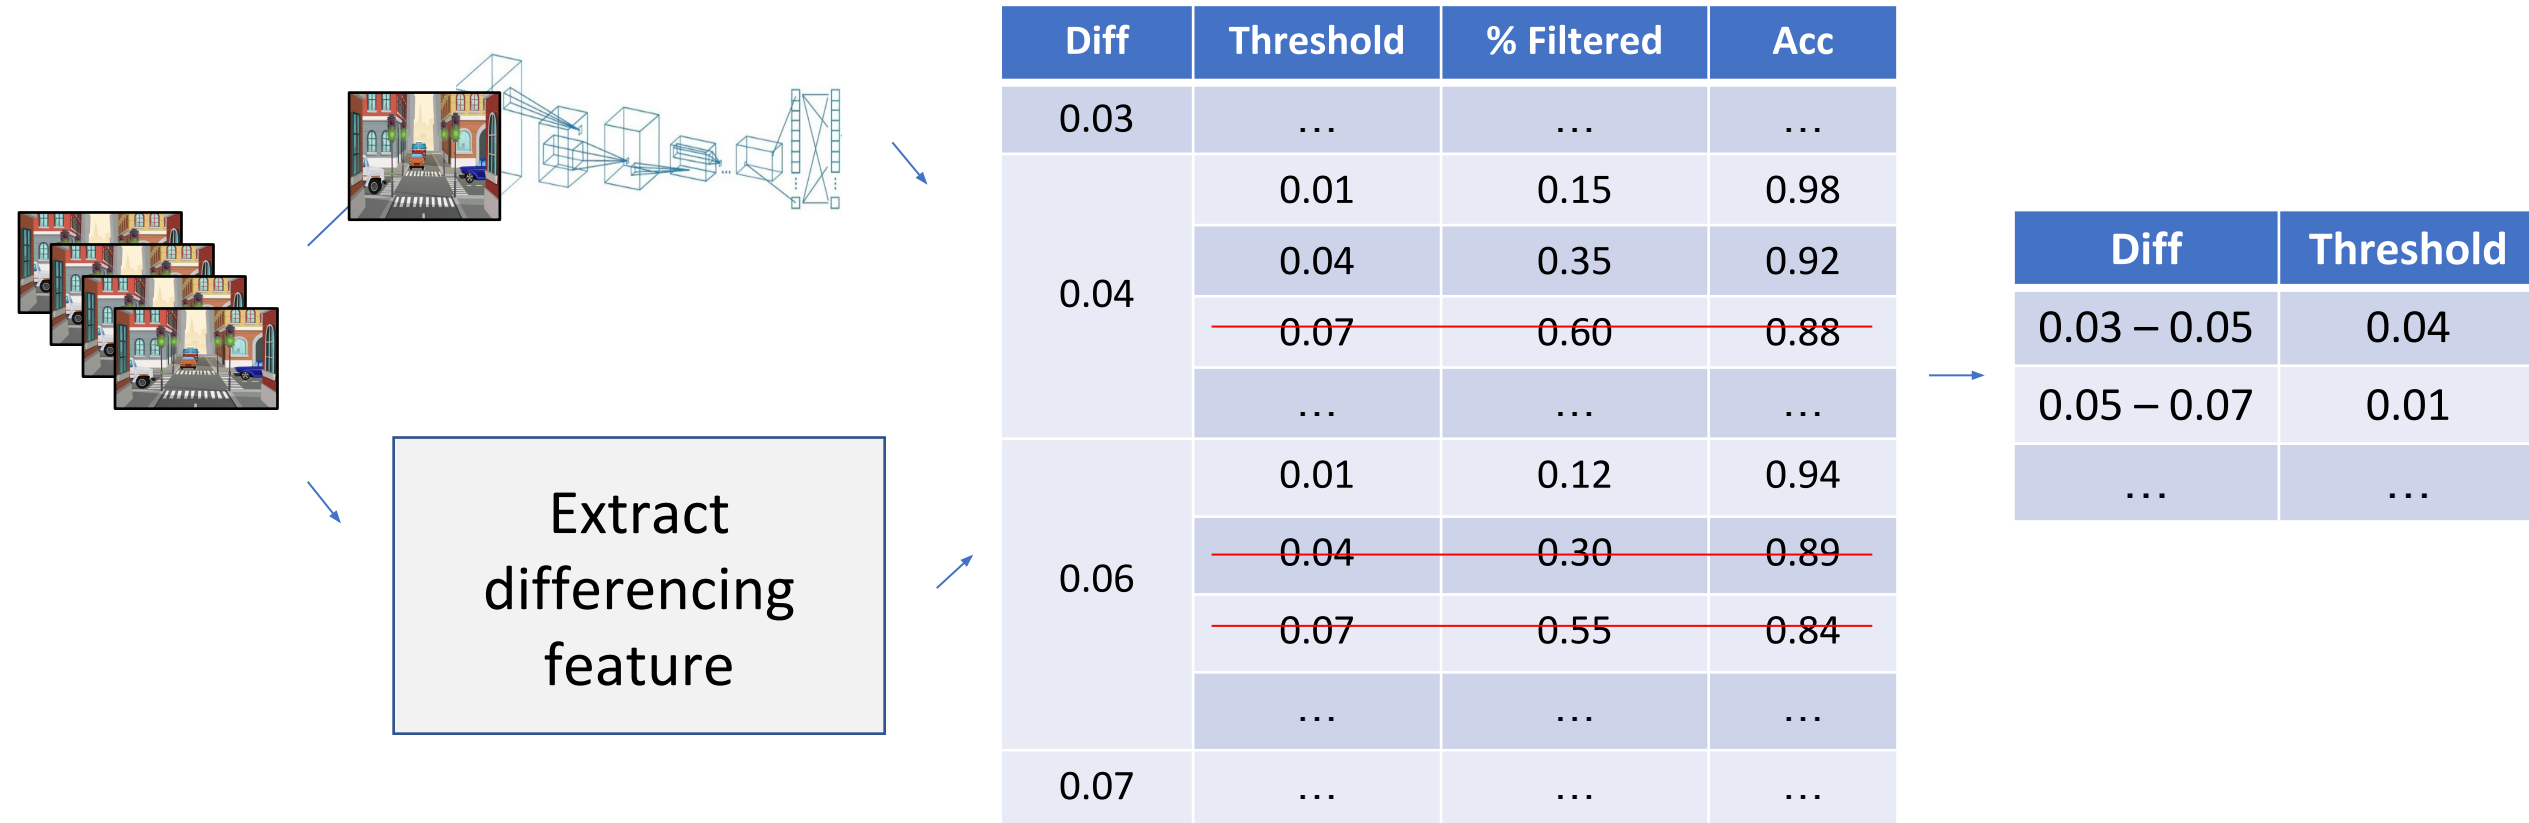 Extract
differencing
feature
Diff Threshold % Filtered Acc
0.03 … … …
0.04
0.01 0.15 0.98
0.04 0.35 0.92
0.07 0.60 0.88
… … …
0.06
0.01 0.12 0.94
0.04 0.30 0.89
0.07 0.55 0.84
… … …
0.07 … … …
Diff Threshold
0.03 – 0.05 0.04
0.05 – 0.07 0.01
… …